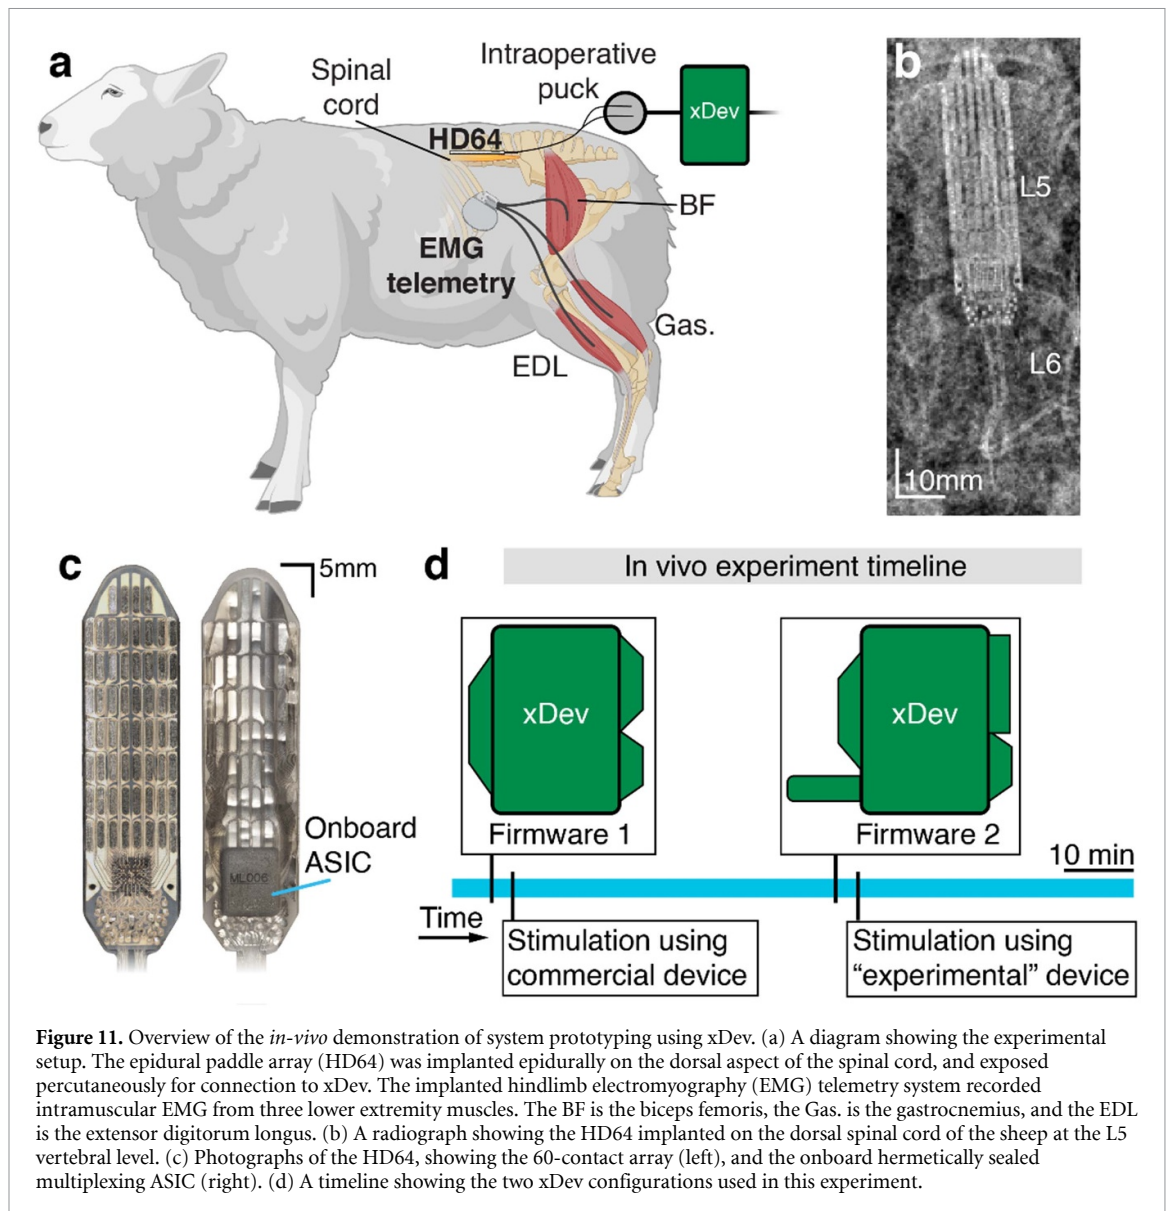 a
Spinal
cord
Intraoperative
puck
xDev
HD64
BF
EMG
telemetry
Gas.
EDL
b
L5
L6
10mm
c
5mm
Onboard
ASIC
MLD06
d
In vivo experiment timeline
xDev
Firmware 1
xDev
Firmware 2
10 min
Time
Stimulation using
commercial device
Stimulation using
“experimental” device
Figure 11. Overview of the in-vivo demonstration of system prototyping using xDev. (a) A diagram showing the experimental
setup. The epidural paddle array (HD64) was implanted epidurally on the dorsal aspect of the spinal cord, and exposed
percutaneously for connection to xDev. The implanted hindlimb electromyography (EMG) telemetry system recorded
intramuscular EMG from three lower extremity muscles. The BF is the biceps femoris, the Gas. is the gastrocnemius, and the EDL
is the extensor digitorum longus. (b) A radiograph showing the HD64 implanted on the dorsal spinal cord of the sheep at the L5
vertebral level. (c) Photographs of the HD64, showing the 60-contact array (left), and the onboard hermetically sealed
multiplexing ASIC (right). (d) A timeline showing the two xDev configurations used in this experiment.